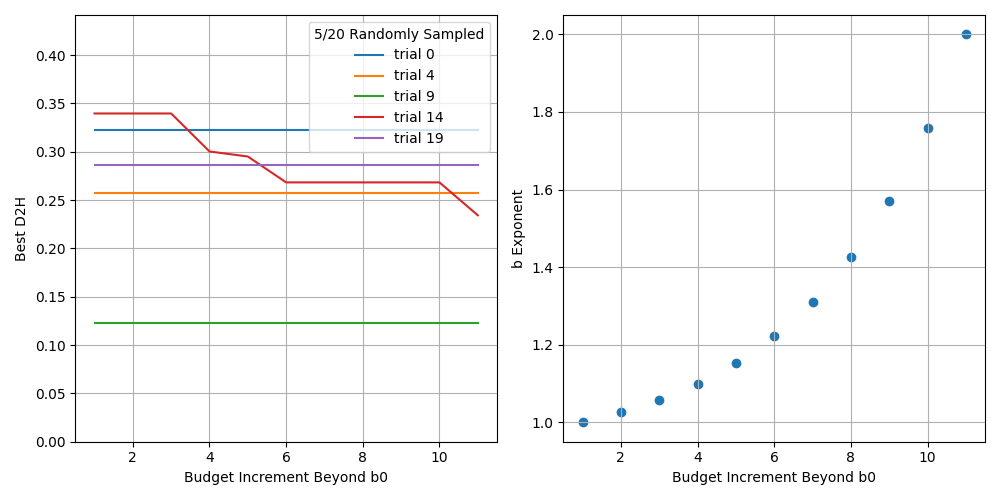 0.40
0.35
0.30
0.25
0.20
0.15
0.10
0.05
0.00
Best D2H
2
4
6
8
10
Budget Increment Beyond b0
5/20 Randomly Sampled
trial 0
trial 4
trial 9
trial 14
trial 19
2.0
1.8
1.6
1.4
1.2
1.0
b Exponent
2
4
6
8
10
Budget Increment Beyond b0